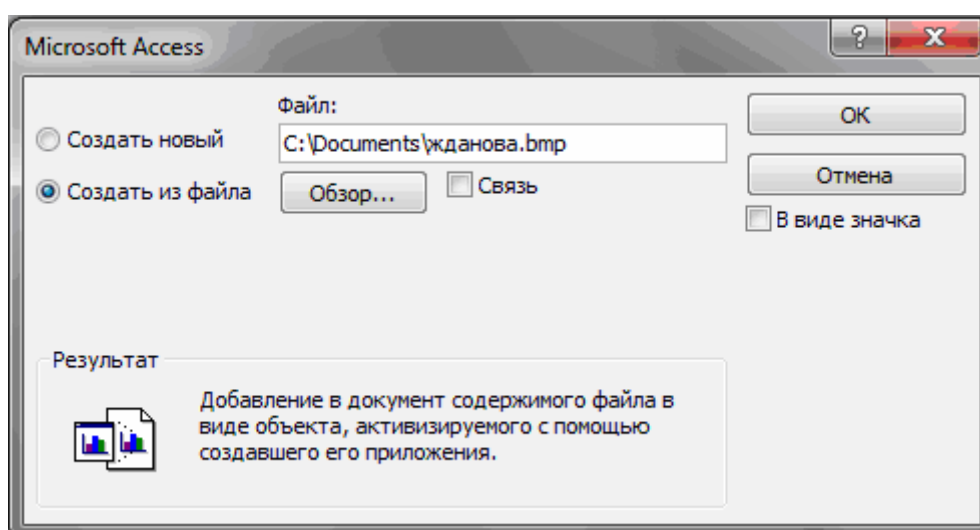 Microsoft Access
Файл:
Создать новый
C:\Documents\жданова.bmp
OK
Создать из файла
Обзор...
Связь
Отмена
В виде значка
Результат
Добавление в документ содержимого файла в
виде объекта, активизируемого с помощью
создавшего его приложения.